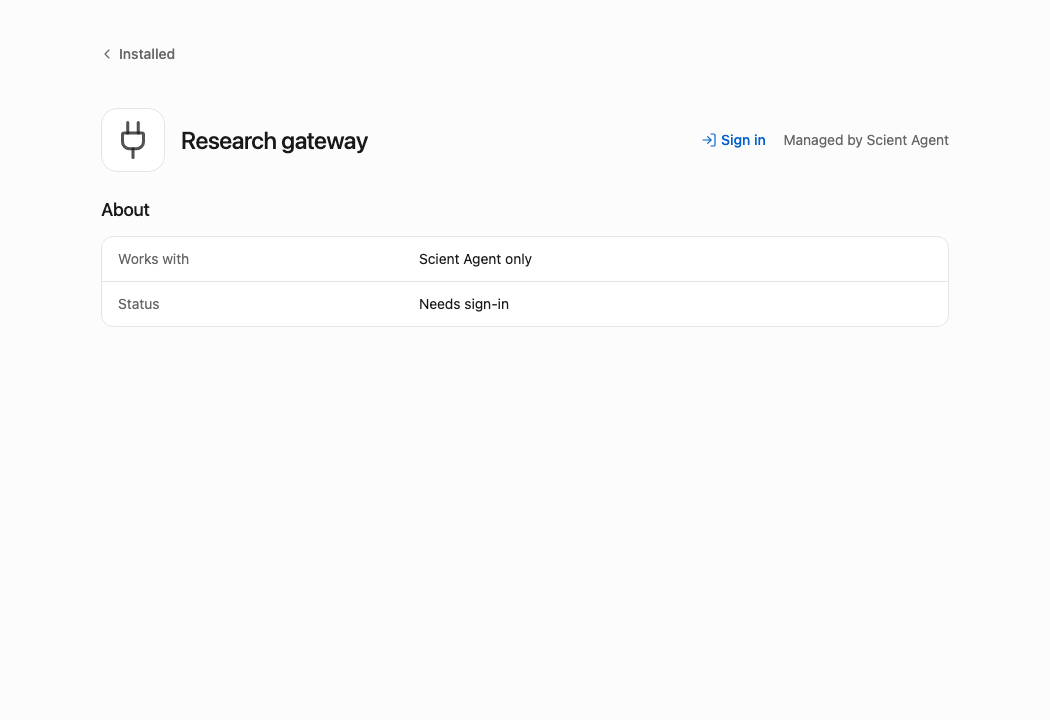 Installed
Research gateway
Sign in
Managed by Scient Agent
About
Works with
Scient Agent only
Status
Needs sign-in